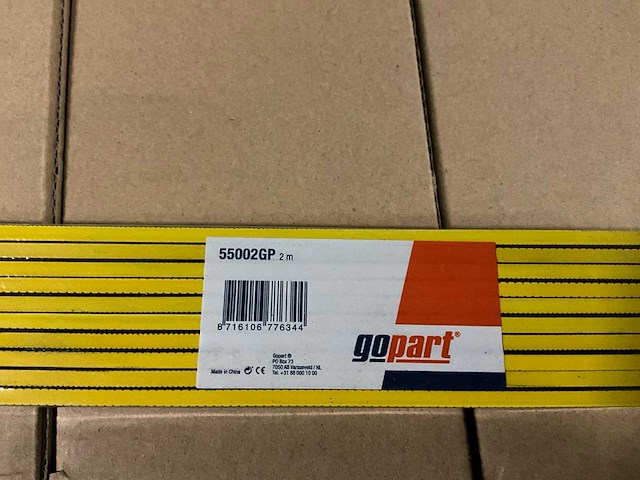 55002GP 2 m
8 716106 776344
gopart®
Gopart ®
PO Box 73
7050 AB Varsseveld / NL
Tel. +31 88 000 10 00
Made in China CE